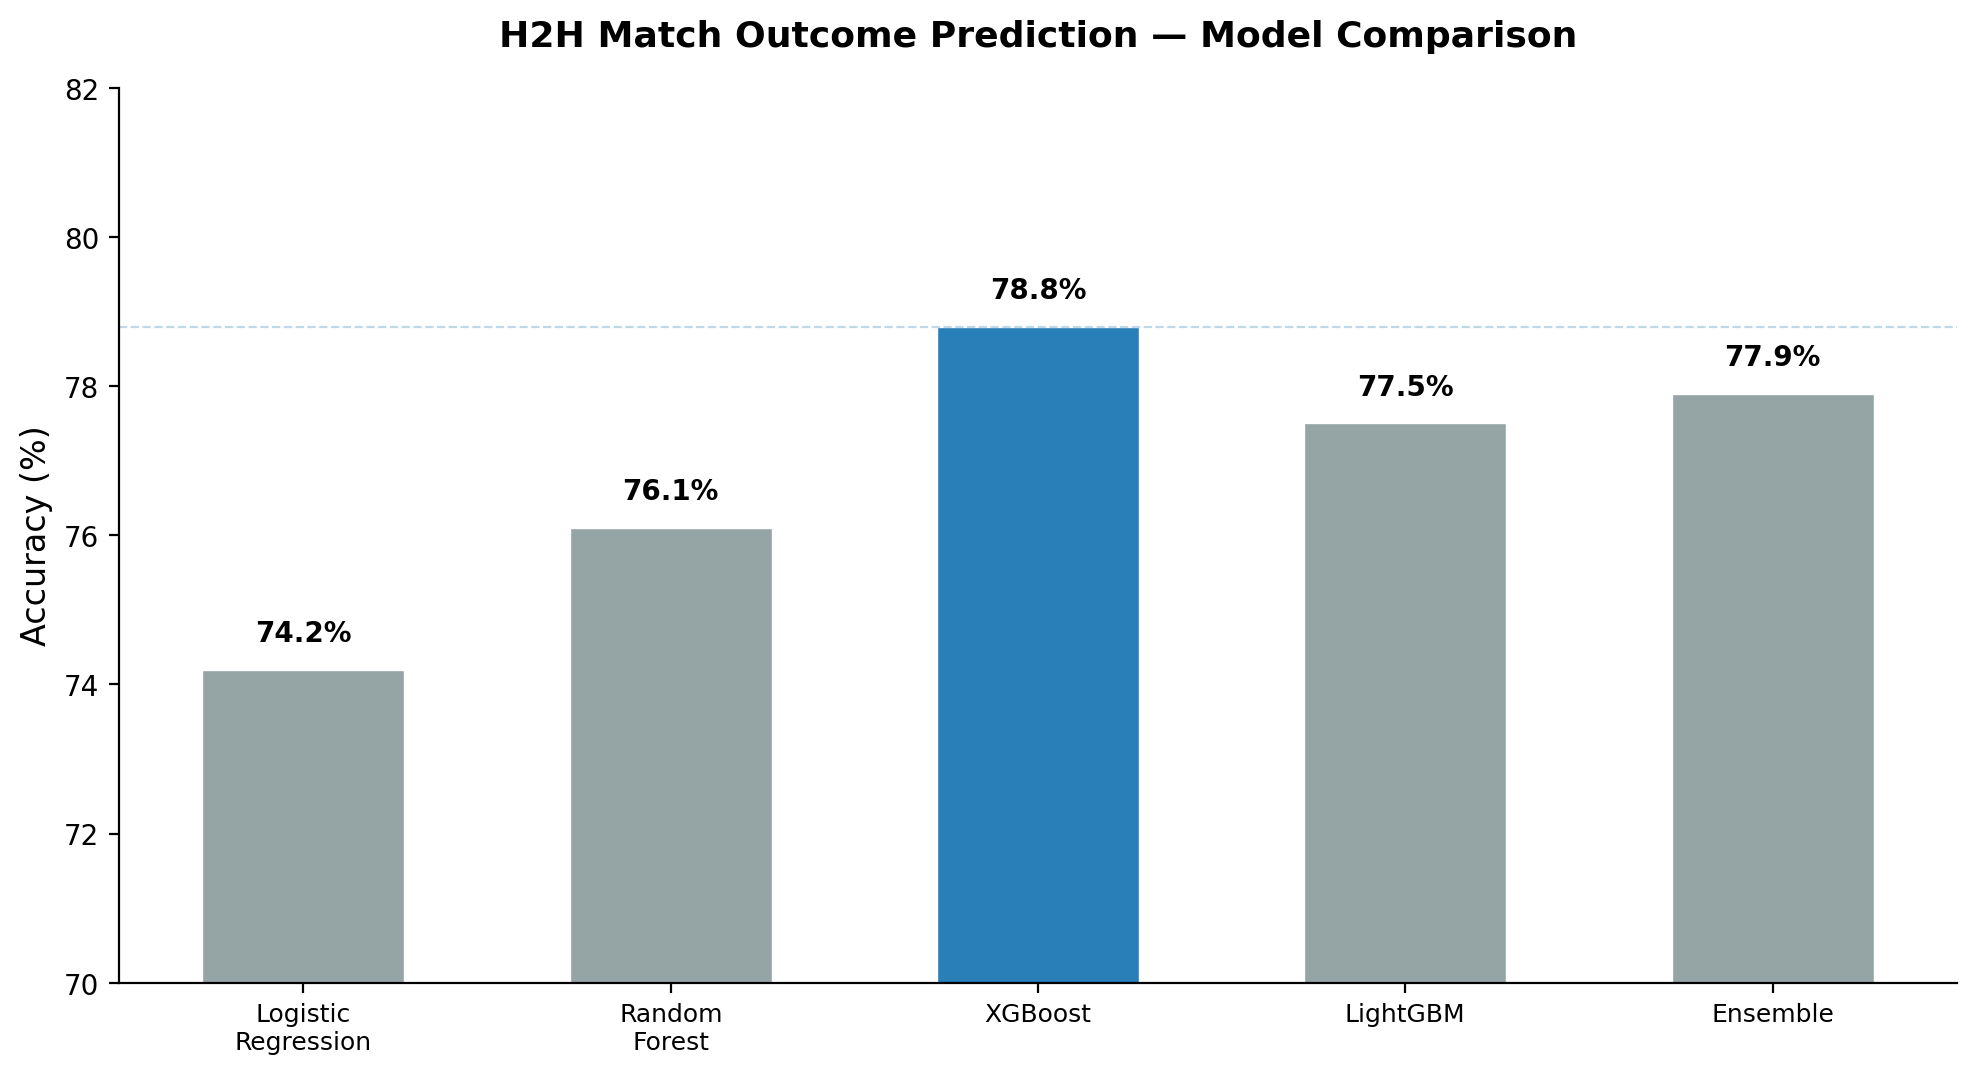 H2H Match Outcome Prediction — Model Comparison
Accuracy (%)
82
80
78
76
74
72
70
74.2%
76.1%
78.8%
77.5%
77.9%
Logistic
Regression
Random
Forest
XGBoost
LightGBM
Ensemble